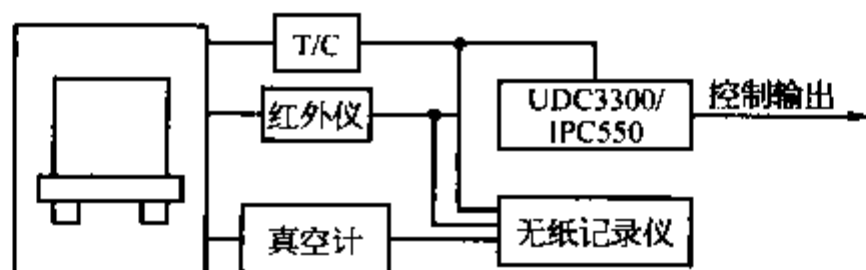 T/C
红外仪
UDC3300/
IPC550
控制输出
真空计
无纸记录仪